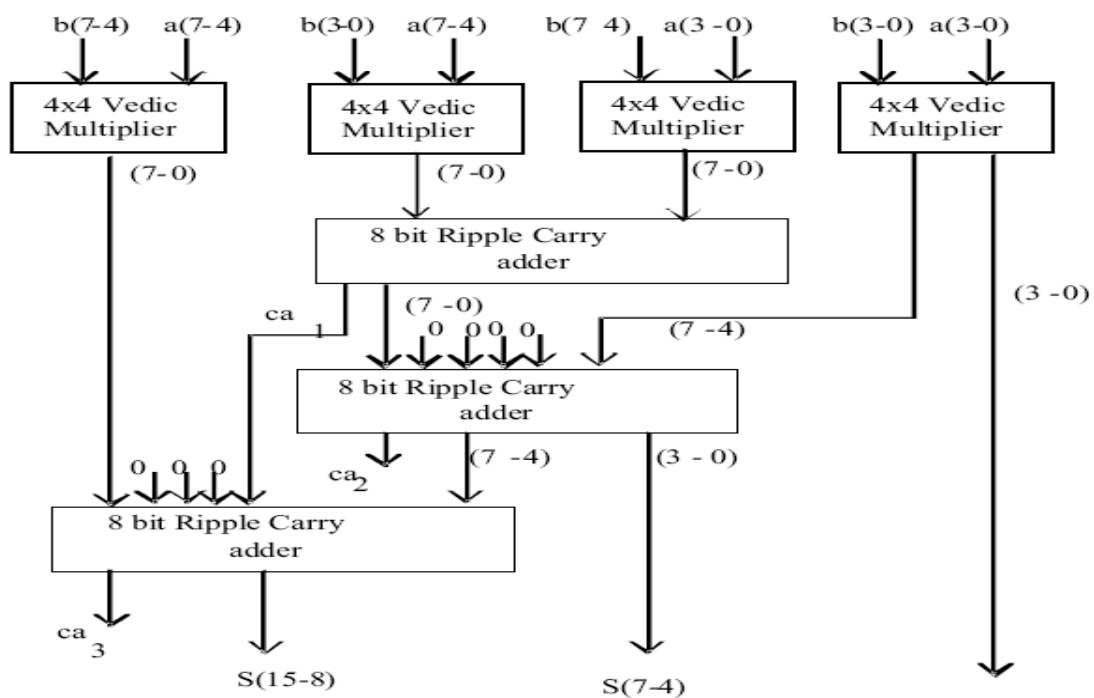 b(7-4) a(7-4) b(3-0) a(7-4) b(7 4) a(3-0) b(3-0) a(3-0)
4x4 Vedic
Multiplier
4x4 Vedic
Multiplier
4x4 Vedic
Multiplier
4x4 Vedic
Multiplier
(7-0)
(7-0)
(7-0)
8 bit Ripple Carry
adder
(3 -0)
ca
1
(7 -0)
(7 -4)
0 0 0 0
8 bit Ripple Carry
adder
ca
2
(7 -4)
(3 - 0)
0 0 0
8 bit Ripple Carry
adder
ca
3
S(15-8)
S(7-4)